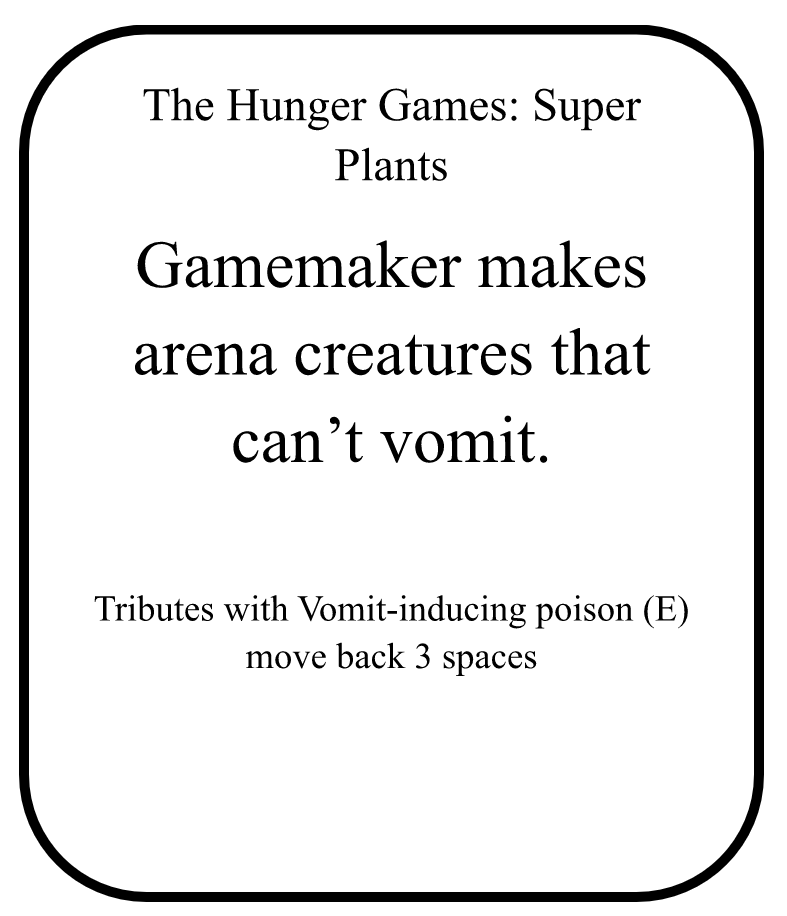 The Hunger Games: Super
Plants
Gamemaker makes
arena creatures that
can’t vomit.
Tributes with Vomit-inducing poison (E)
move back 3 spaces